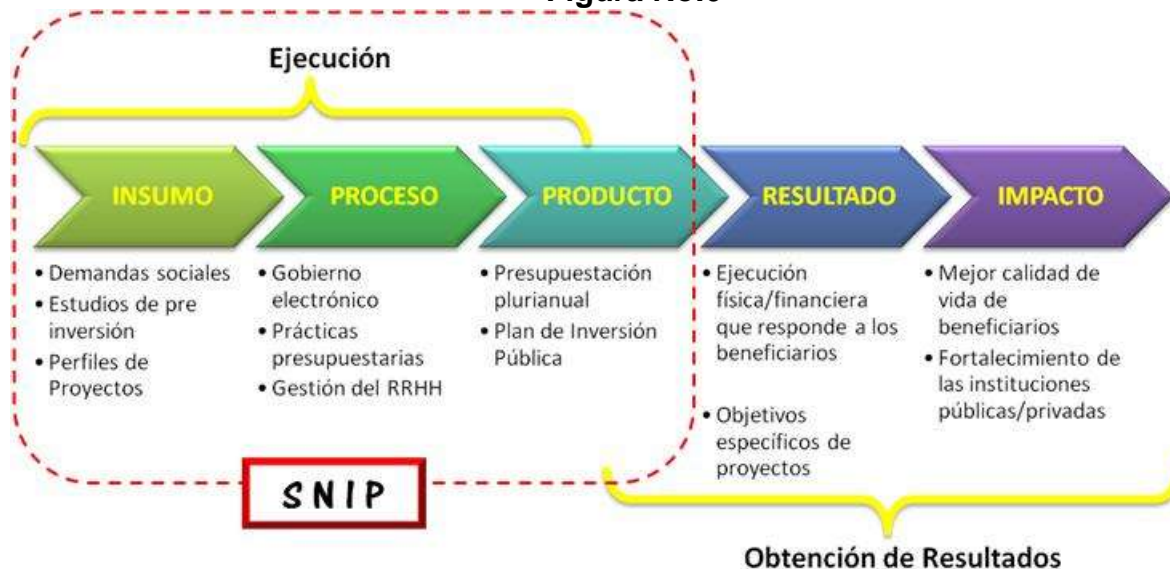 Ejecución
INSUMO
PROCESO
PRODUCTO
RESULTADO
IMPACTO
• Demandas sociales
• Estudios de pre
inversión
• Perfiles de
Proyectos
• Gobierno
electrónico
• Prácticas
presupuestarias
• Gestión del RRHH
• Presupuestación
plurianual
• Plan de Inversión
Pública
• Ejecución
física/financiera
que responde a los
beneficiarios
• Objetivos
específicos de
proyectos
• Mejor calidad de
vida de
beneficiarios
• Fortalecimiento de
las instituciones
públicas/privadas
SNIP
Obtención de Resultados